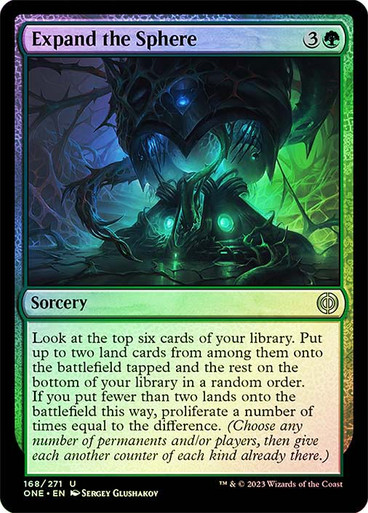 Expand the Sphere 3
Sorcery
Look at the top six cards of your library. Put
up to two land cards from among them onto
the battlefield tapped and the rest on the
bottom of your library in a random order.
If you put fewer than two lands onto the
battlefield this way, proliferate a number of
times equal to the difference. (Choose any
number of permanents and/or players, then give
each another counter of each kind already there.)
168/271 U
ONE • EN Sergey Glushakov
™ & © 2023 Wizards of the Coast